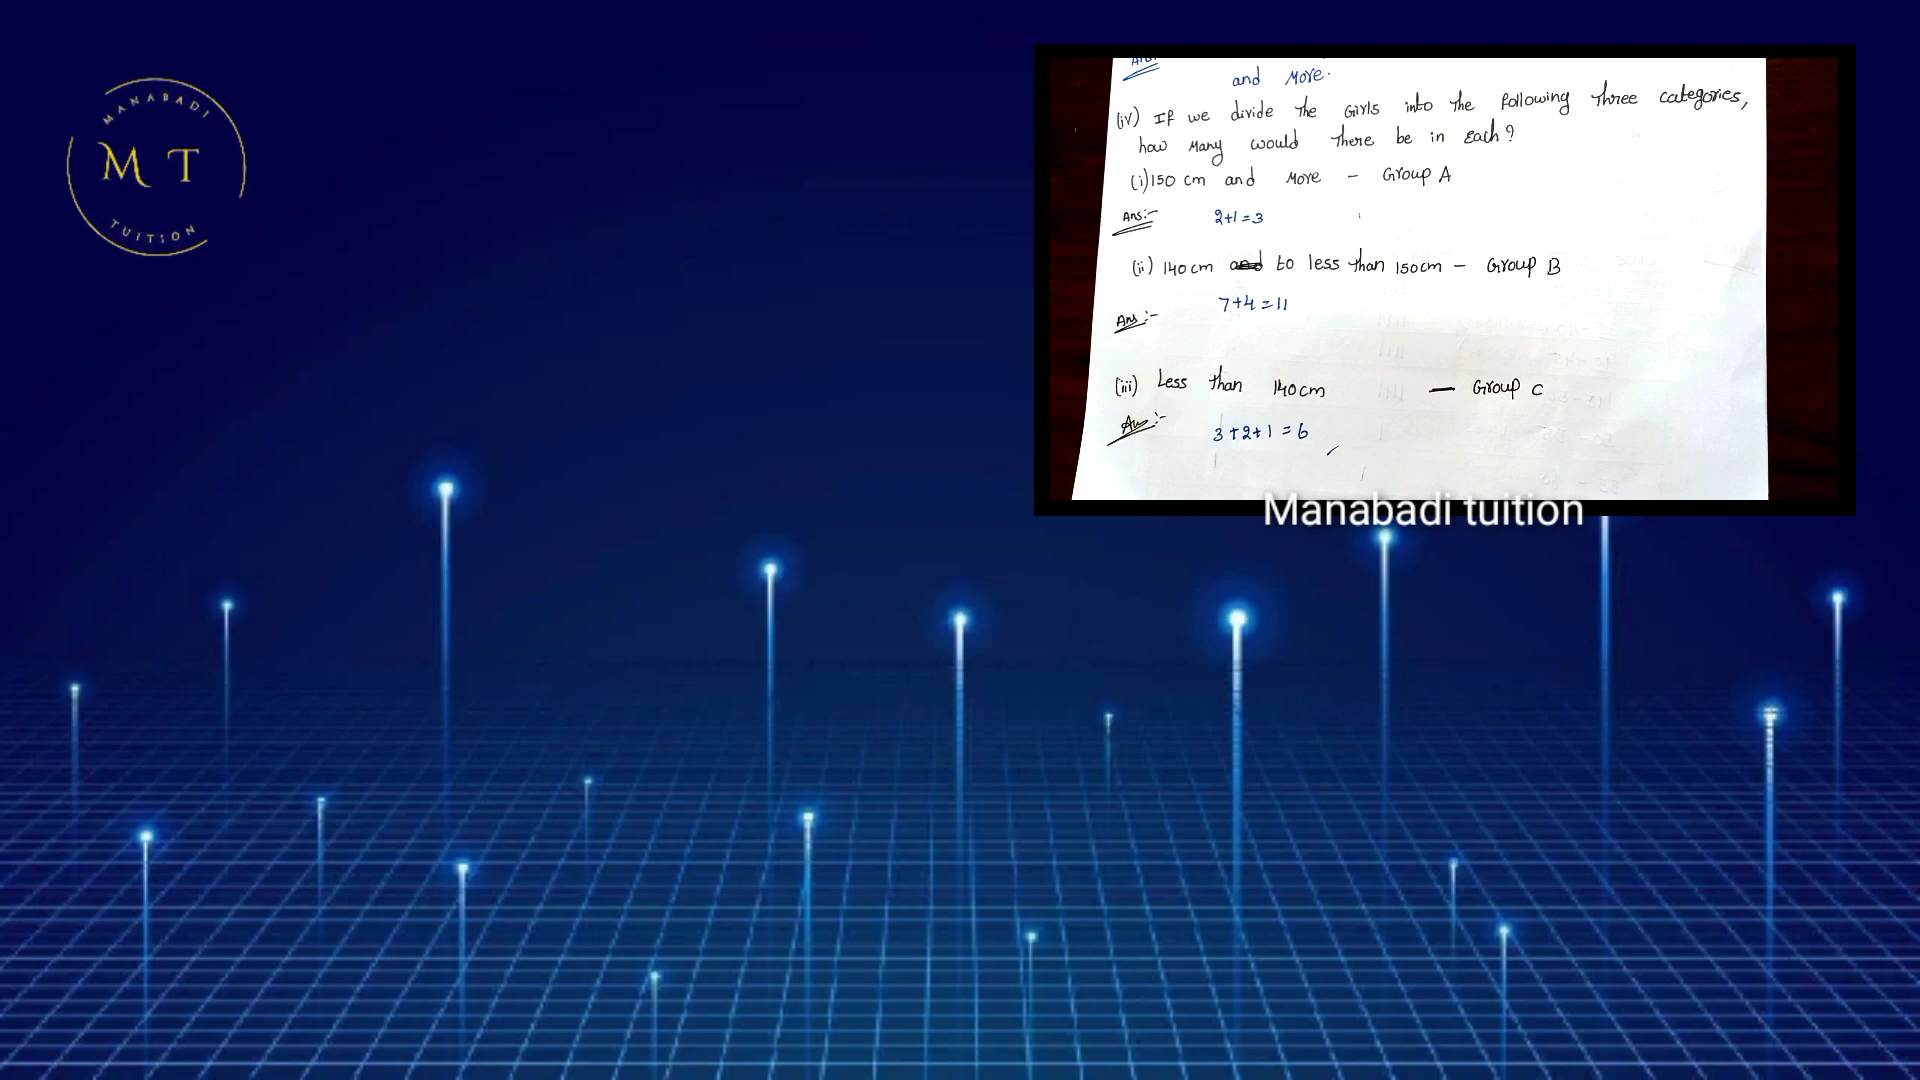 MANABADI
M T
TUITION
Ans:
and More.
(iv) If we divide the Girls into the following three categories,
how many would there be in Each?
(i) 150 cm and More - Group A
Ans:- 2+1=3
(ii) 140 cm and to less than 150cm - Group B
7+4=11
Ans:-
(iii) Less than 140cm - Group C
Ans:- 3+2+1=6
Manabadi tuition